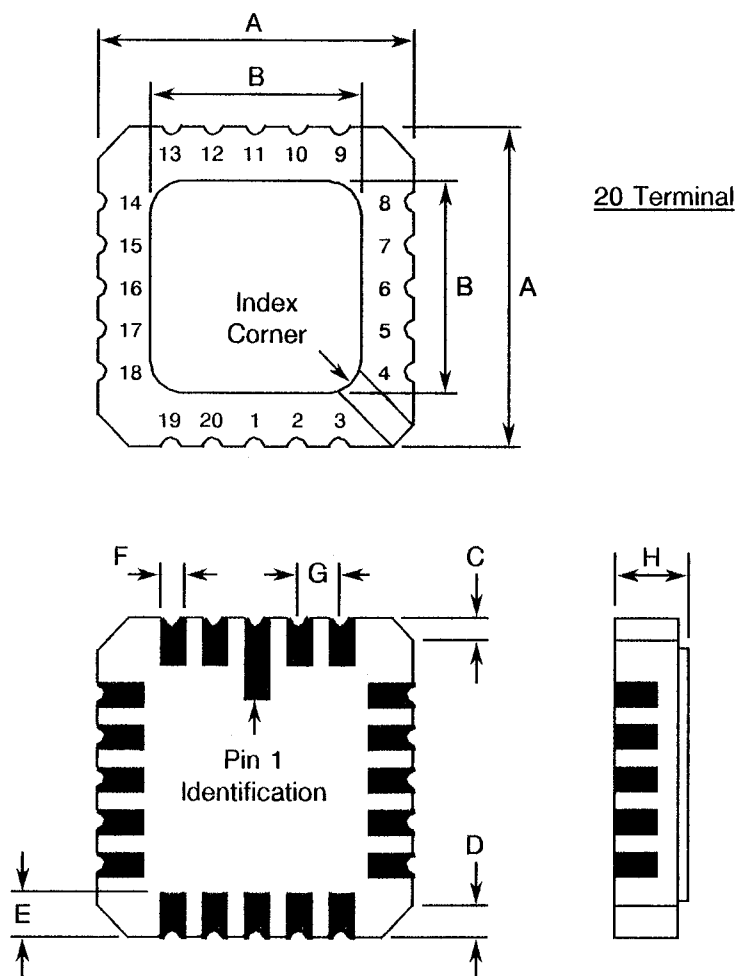 A
B
13 12 11 10 9
14 8
15 7
16 6
17 5
18 4
Index
Corner
B
A
19 20 1 2 3
20 Terminal
F
G
C
H
Pin 1
Identification
D
E